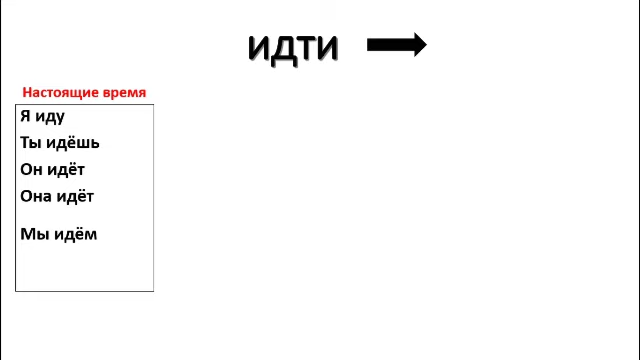 идти
Настоящие время
Я иду
Ты идёшь
Он идёт
Она идёт
Мы идём